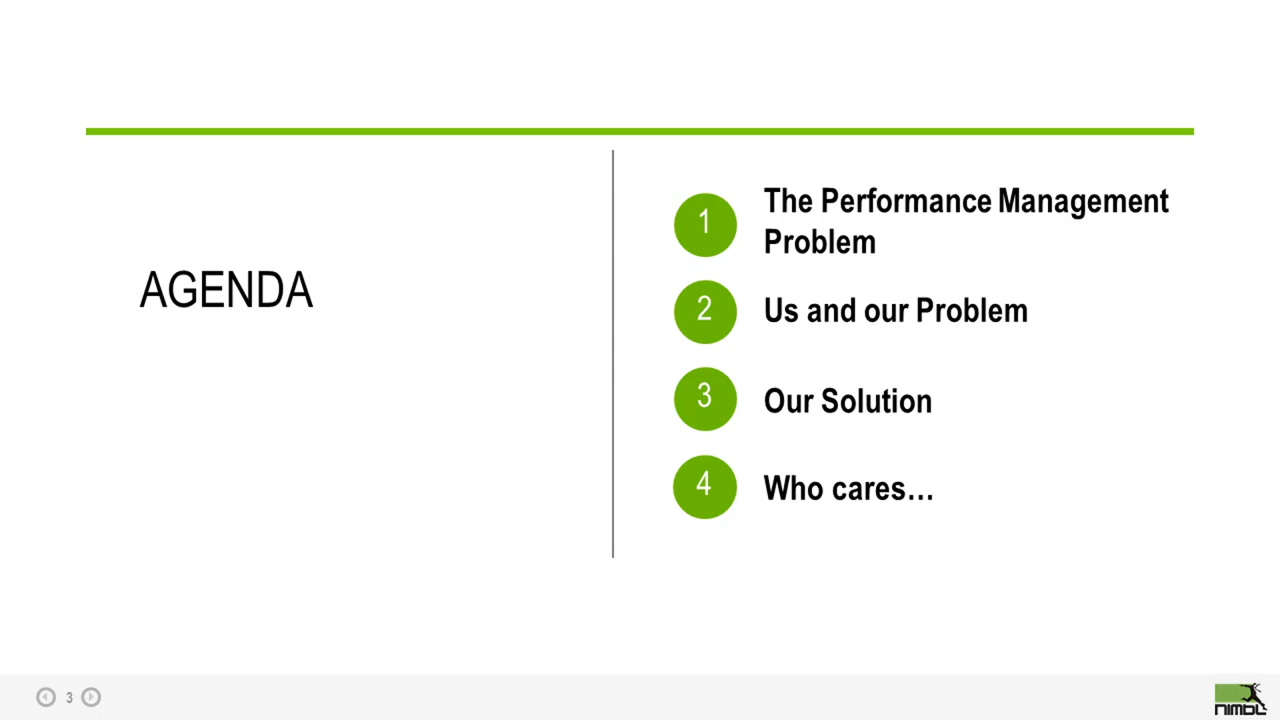 AGENDA
1
The Performance Management
Problem
2
Us and our Problem
3
Our Solution
4
Who cares…
3
nimbl